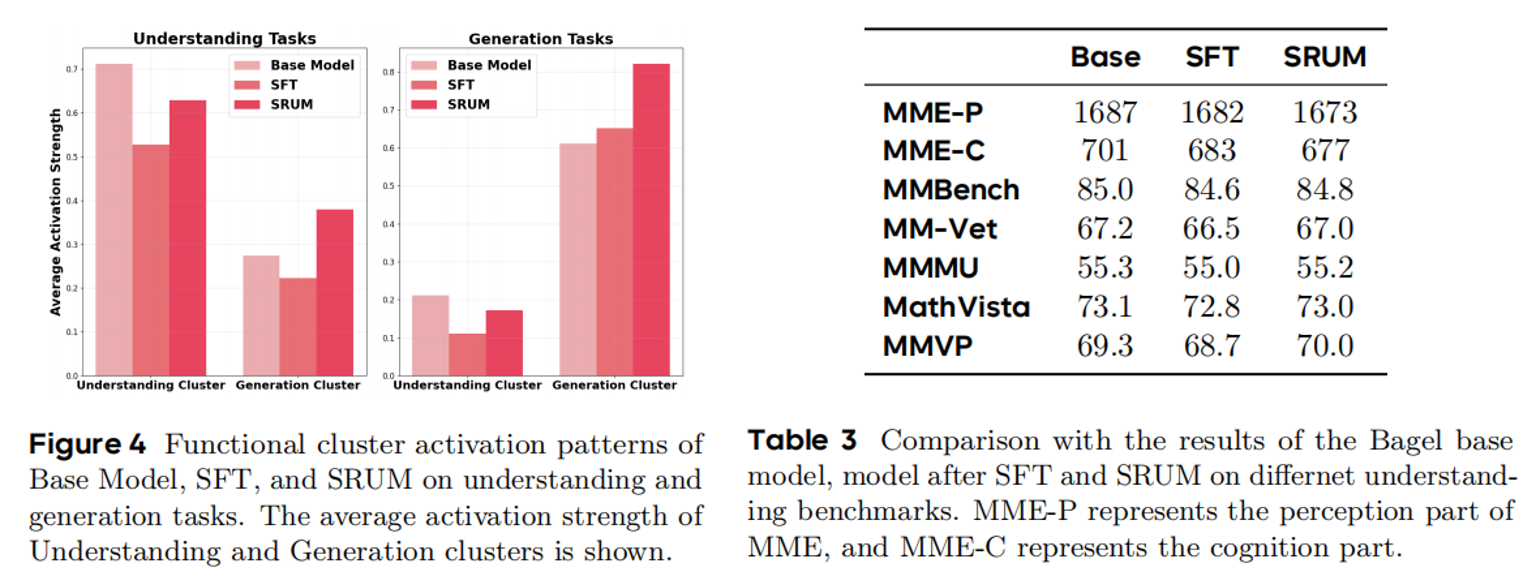 Understanding Tasks
Base Model
SFT
SRUM
Average Activation Strength
0.7
0.6
0.5
0.4
0.3
0.2
0.1
0.0
Understanding Cluster Generation Cluster
Generation Tasks
Base Model
SFT
SRUM
0.8
0.7
0.6
0.5
0.4
0.3
0.2
0.1
0.0
Understanding Cluster Generation Cluster
Figure 4 Functional cluster activation patterns of
Base Model, SFT, and SRUM on understanding and
generation tasks. The average activation strength of
Understanding and Generation clusters is shown.
Base SFT SRUM
MME-P 1687 1682 1673
MME-C 701 683 677
MMBench 85.0 84.6 84.8
MM-Vet 67.2 66.5 67.0
MMMU 55.3 55.0 55.2
MathVista 73.1 72.8 73.0
MMVP 69.3 68.7 70.0
Table 3 Comparison with the results of the Bagel base
model, model after SFT and SRUM on differnet understand-
ing benchmarks. MME-P represents the perception part of
MME, and MME-C represents the cognition part.